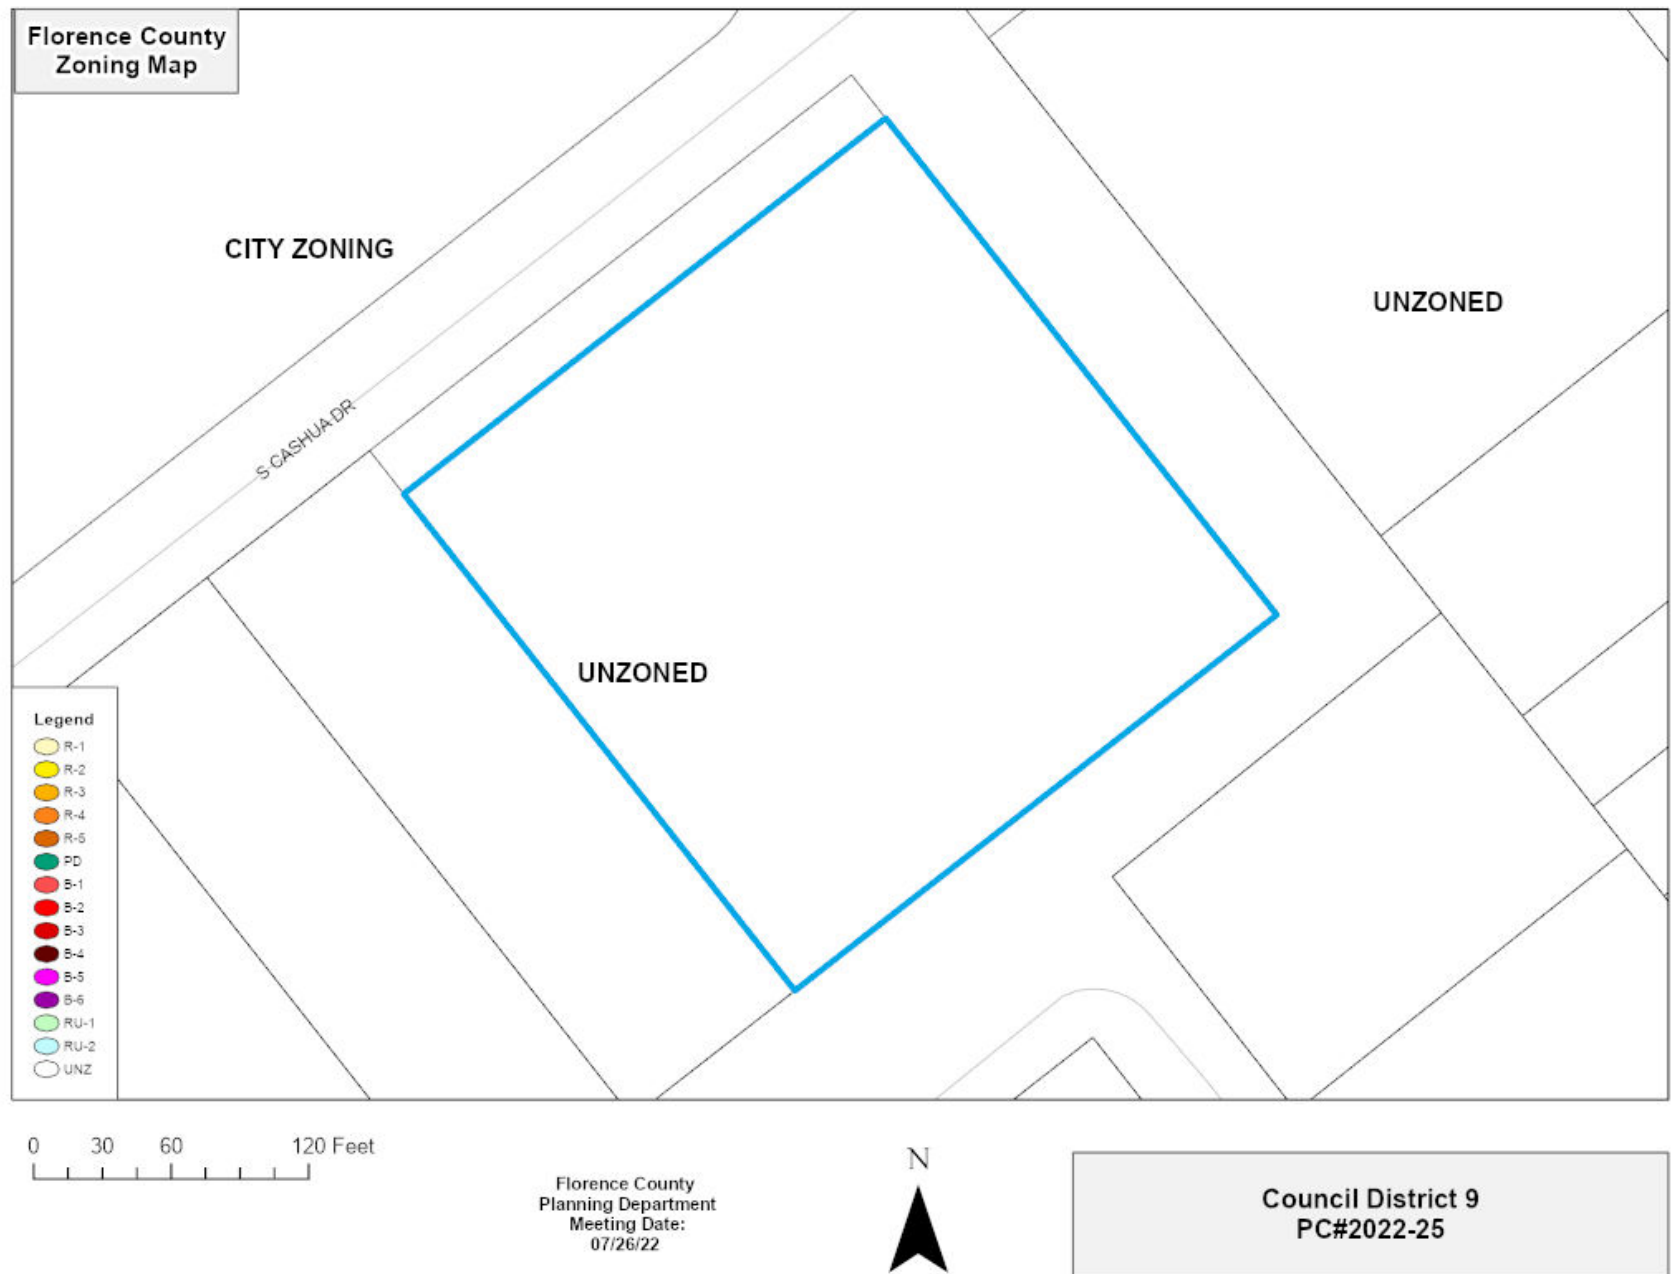 Florence County
Zoning Map
CITY ZONING
UNZONED
S CASHUA DR
UNZONED
Legend
R-1
R-2
R-3
R-4
R-5
PD
B-1
B-2
B-3
B-4
B-5
B-6
RU-1
RU-2
UNZ
0 30 60 120 Feet
Florence County
Planning Department
Meeting Date:
07/26/22
N
Council District 9
PC#2022-25